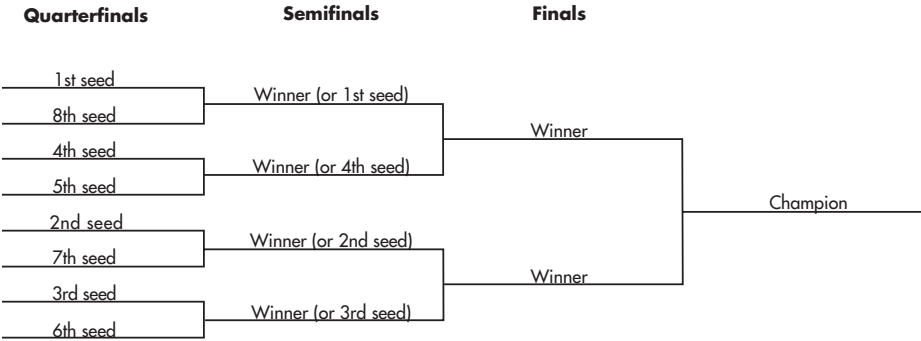 Quarterfinals Semifinals Finals
1st seed
8th seed
4th seed
5th seed
2nd seed
7th seed
3rd seed
6th seed
Winner (or 1st seed)
Winner (or 4th seed)
Winner (or 2nd seed)
Winner (or 3rd seed)
Winner
Winner
Champion